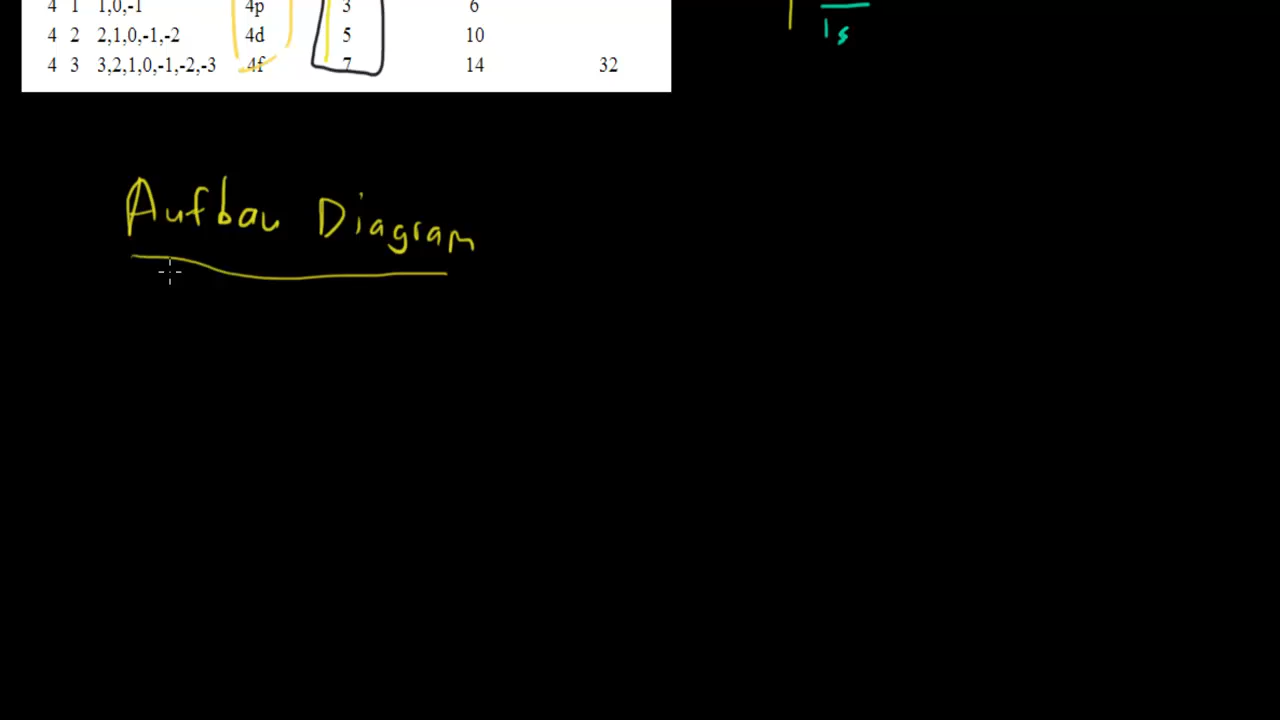 4 1 1,0,-1 4p 3 6
4 2 2,1,0,-1,-2 4d 5 10
4 3 3,2,1,0,-1,-2,-3 4f 7 14 32
1s
Aufbau Diagram